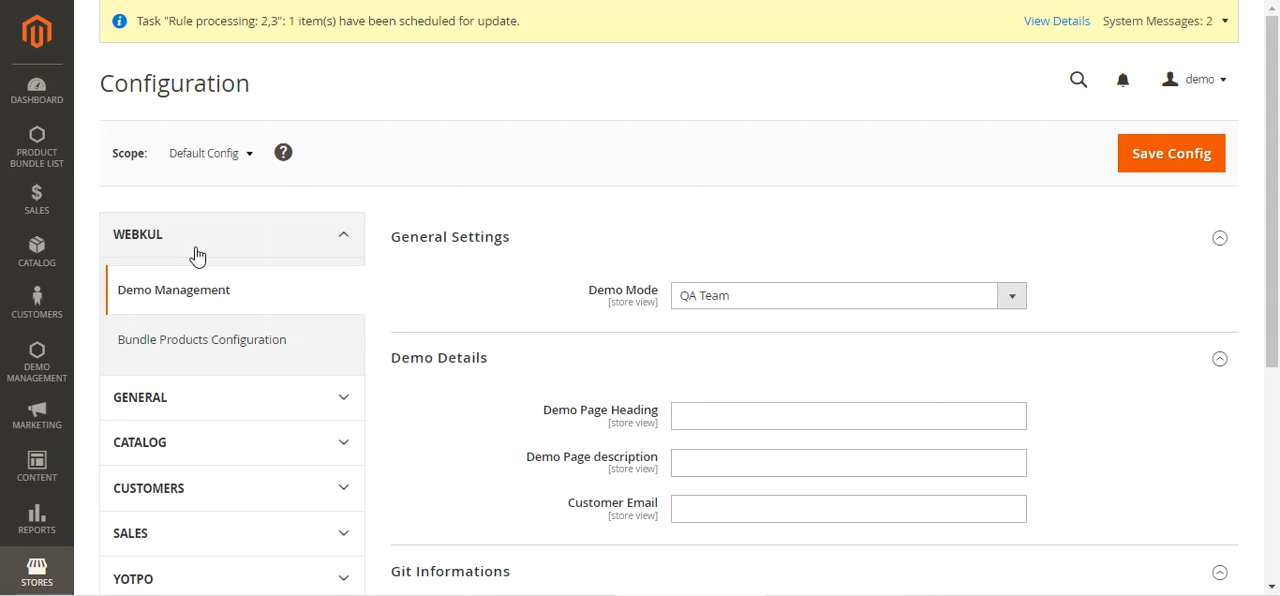 Task "Rule processing: 2,3": 1 item(s) have been scheduled for update.
View Details System Messages: 2
Configuration
demo
Scope: Default Config ?
Save Config
DASHBOARD
PRODUCT
BUNDLE LIST
SALES
CATALOG
CUSTOMERS
DEMO
MANAGEMENT
MARKETING
CONTENT
REPORTS
STORES
WEBKUL
Demo Management
Bundle Products Configuration
GENERAL
CATALOG
CUSTOMERS
SALES
YOTPO
General Settings
Demo Mode
[store view]
QA Team
Demo Details
Demo Page Heading
[store view]
Demo Page description
[store view]
Customer Email
[store view]
Git Informations